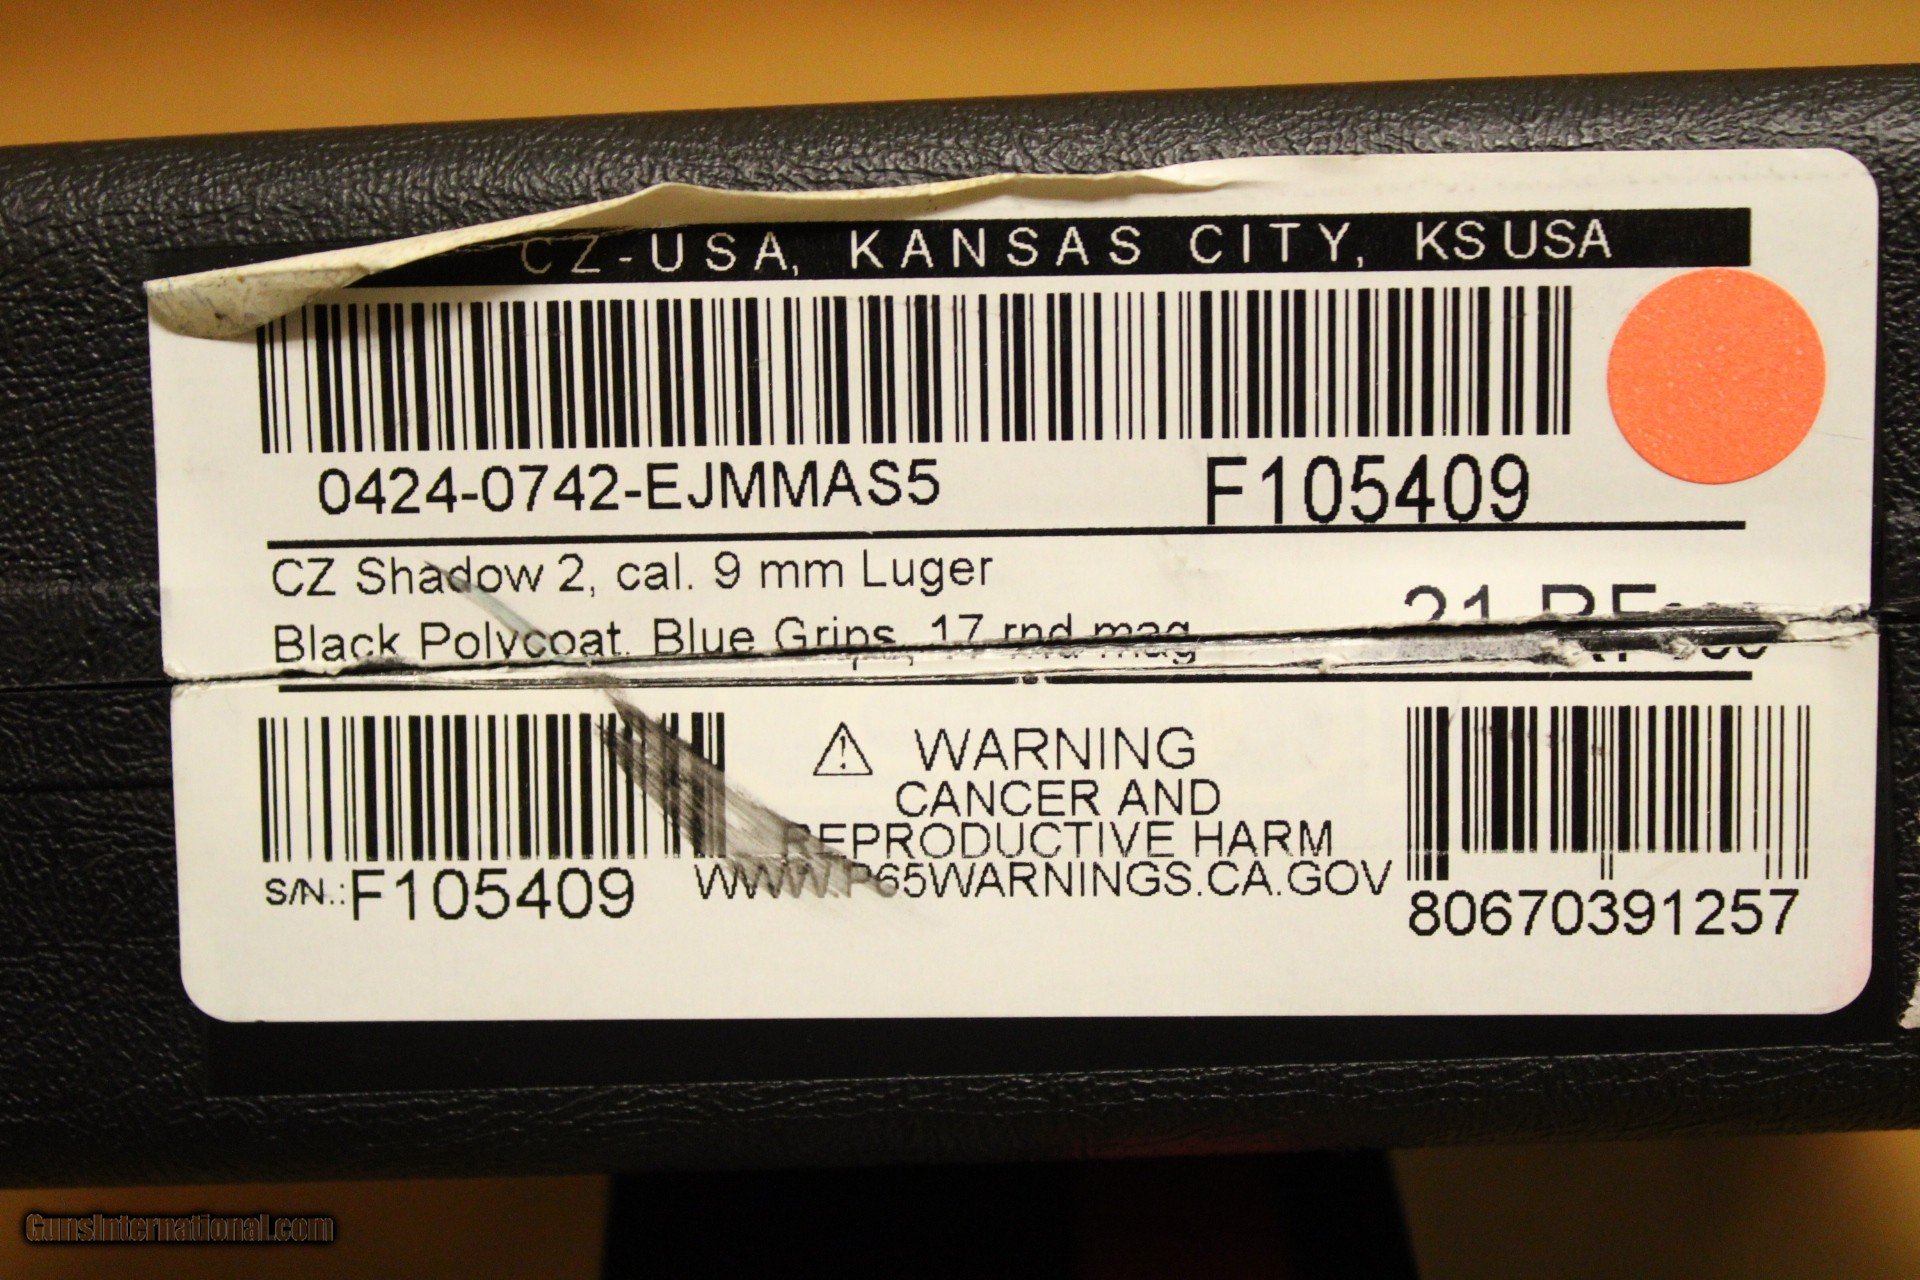 CZ-USA, KANSAS CITY, KS USA
0424-0742-EJMMAS5 F105409
CZ Shadow 2, cal. 9 mm Luger
Black Polycoat, Blue Grips, 17 rnd mag
21
S/N.:F105409
WARNING
CANCER AND
REPRODUCTIVE HARM
WWW.P65WARNINGS.CA.GOV
80670391257
GunsInternational.com